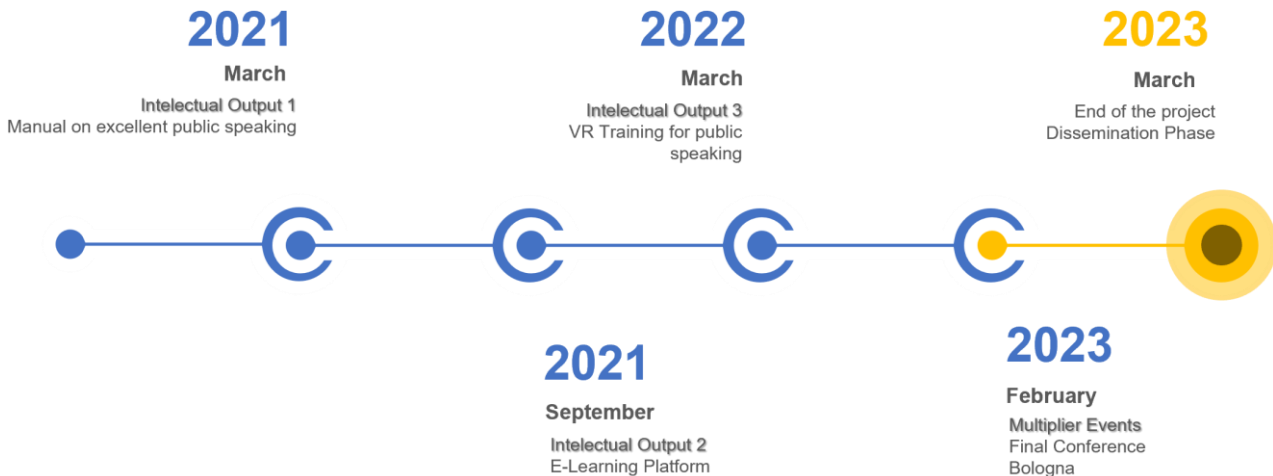 2021
March
Intelectual Output 1
Manual on excellent public speaking
2022
March
Intelectual Output 3
VR Training for public
speaking
2023
March
End of the project
Dissemination Phase
2021
September
Intelectual Output 2
E-Learning Platform
2023
February
Multiplier Events
Final Conference
Bologna